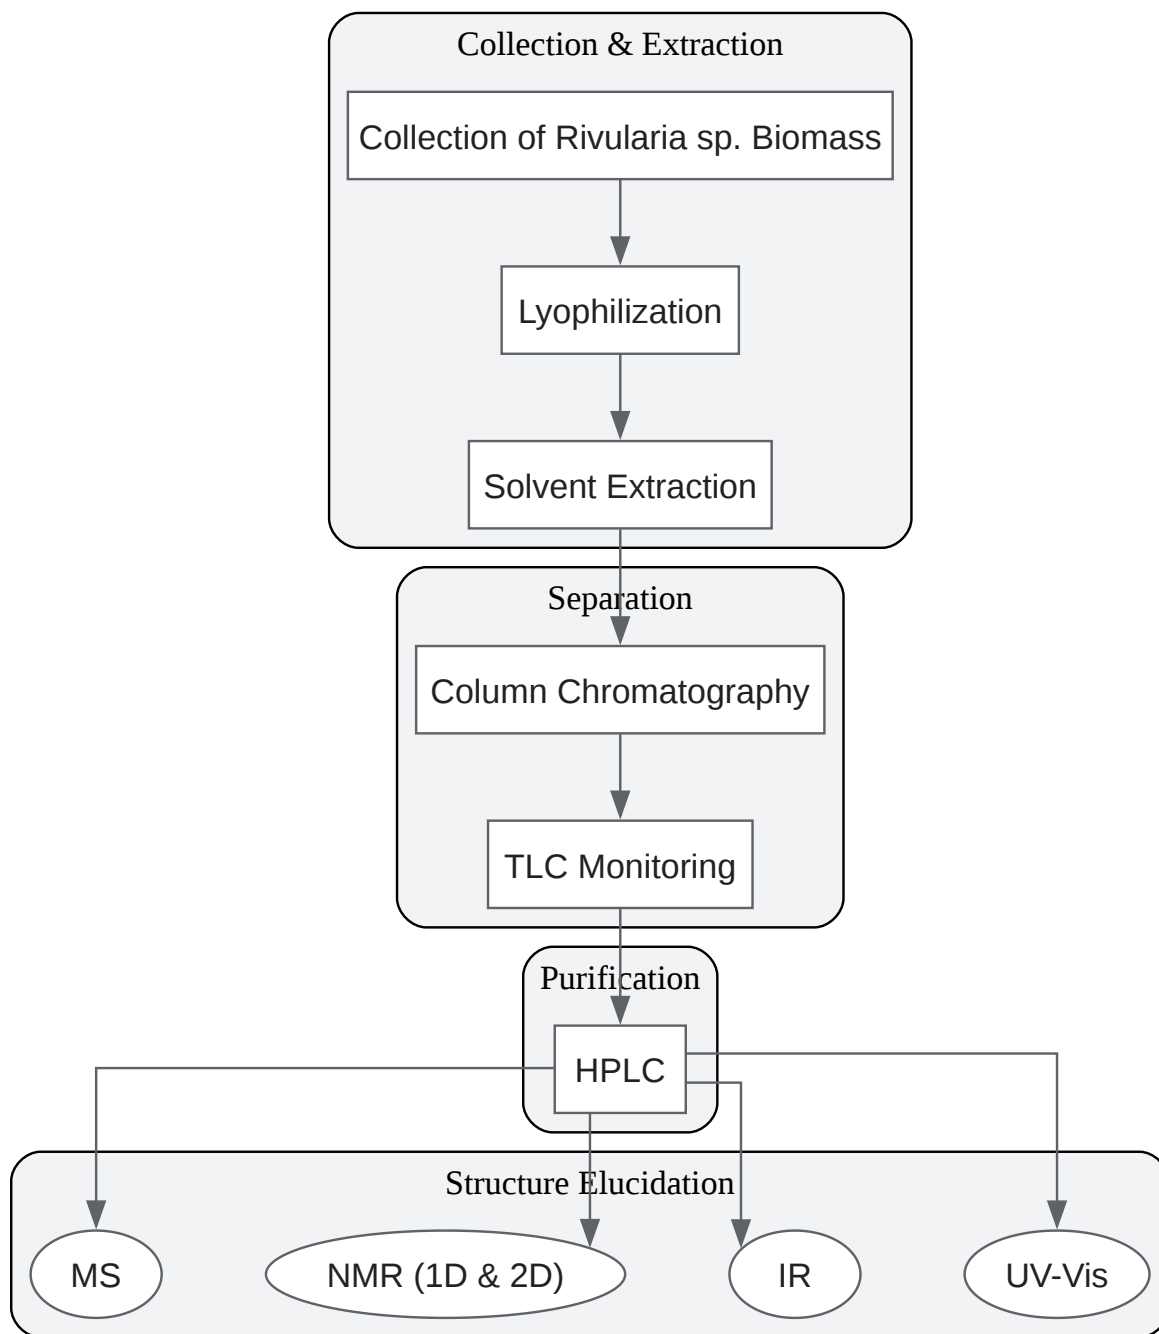 Collection & Extraction
Collection of Rivularia sp. Biomass
Lyophilization
Solvent Extraction
Separation
Column Chromatography
TLC Monitoring
Purification
HPLC
Structure Elucidation
MS
NMR (1D & 2D)
IR
UV-Vis